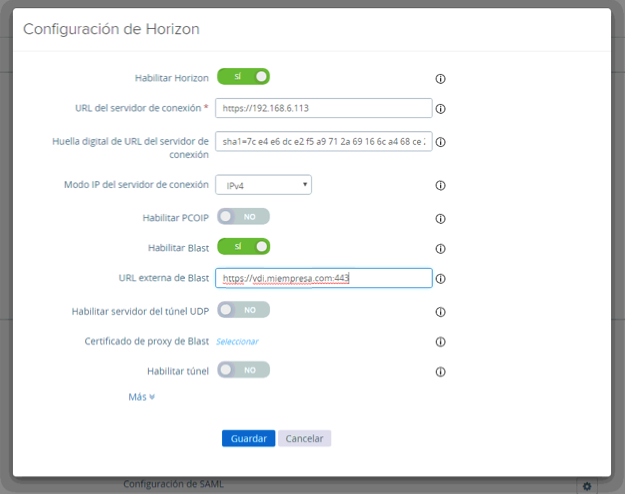 Configuración de Horizon
Habilitar Horizon SÍ
URL del servidor de conexión * https://192.168.6.113
Huella digital de URL del servidor de conexión sha1=7c e4 e6 dc e2 f5 a9 71 2a 69 16 6c a4 68 ce
Modo IP del servidor de conexión IPv4
Habilitar PCOIP NO
Habilitar Blast SÍ
URL externa de Blast https://vdi.miempresa.com:443
Habilitar servidor del túnel UDP NO
Certificado de proxy de Blast Seleccionar
Habilitar túnel NO
Más
Guardar Cancelar
Configuración de SAML